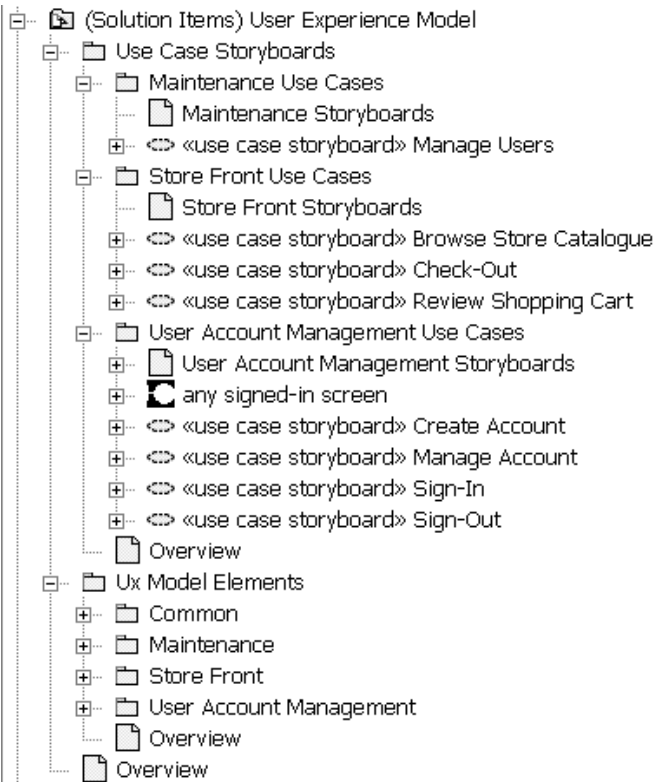 (Solution Items) User Experience Model
Use Case Storyboards
Maintenance Use Cases
Maintenance Storyboards
«use case storyboard» Manage Users
Store Front Use Cases
Store Front Storyboards
«use case storyboard» Browse Store Catalogue
«use case storyboard» Check-Out
«use case storyboard» Review Shopping Cart
User Account Management Use Cases
User Account Management Storyboards
any signed-in screen
«use case storyboard» Create Account
«use case storyboard» Manage Account
«use case storyboard» Sign-In
«use case storyboard» Sign-Out
Overview
Ux Model Elements
Common
Maintenance
Store Front
User Account Management
Overview
Overview